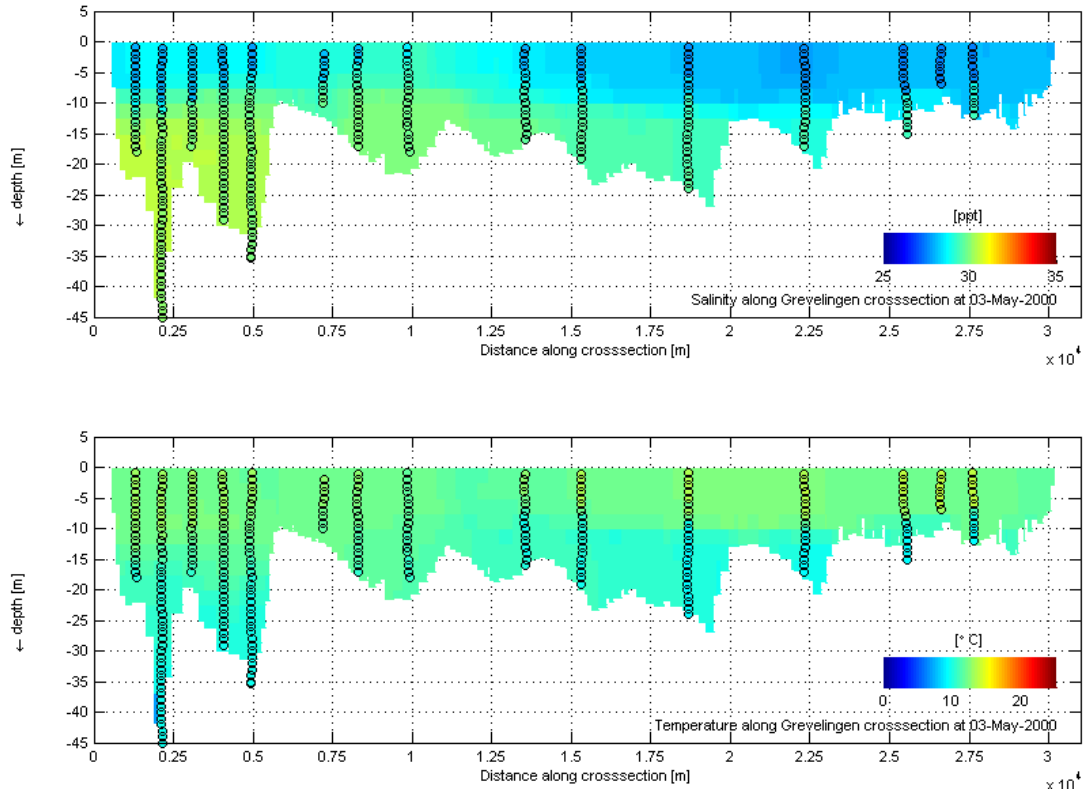 5
0
-5
-10
-15
-20
-25
-30
-35
-40
-45
← depth [m]
[ppt]
25 30 35
Salinity along Grevelingen crosssection at 03-May-2000
0 0.25 0.5 0.75 1 1.25 1.5 1.75 2 2.25 2.5 2.75 3
Distance along crosssection [m]
x 10⁴
5
0
-5
-10
-15
-20
-25
-30
-35
-40
-45
← depth [m]
[° C]
0 10 20
Temperature along Grevelingen crosssection at 03-May-2000
0 0.25 0.5 0.75 1 1.25 1.5 1.75 2 2.25 2.5 2.75 3
Distance along crosssection [m]
x 10⁴